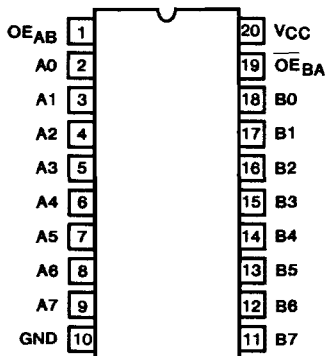 OE_AB 1 20 VCC
A0 2 19 O̅E̅_BA
A1 3 18 B0
A2 4 17 B1
A3 5 16 B2
A4 6 15 B3
A5 7 14 B4
A6 8 13 B5
A7 9 12 B6
GND 10 11 B7